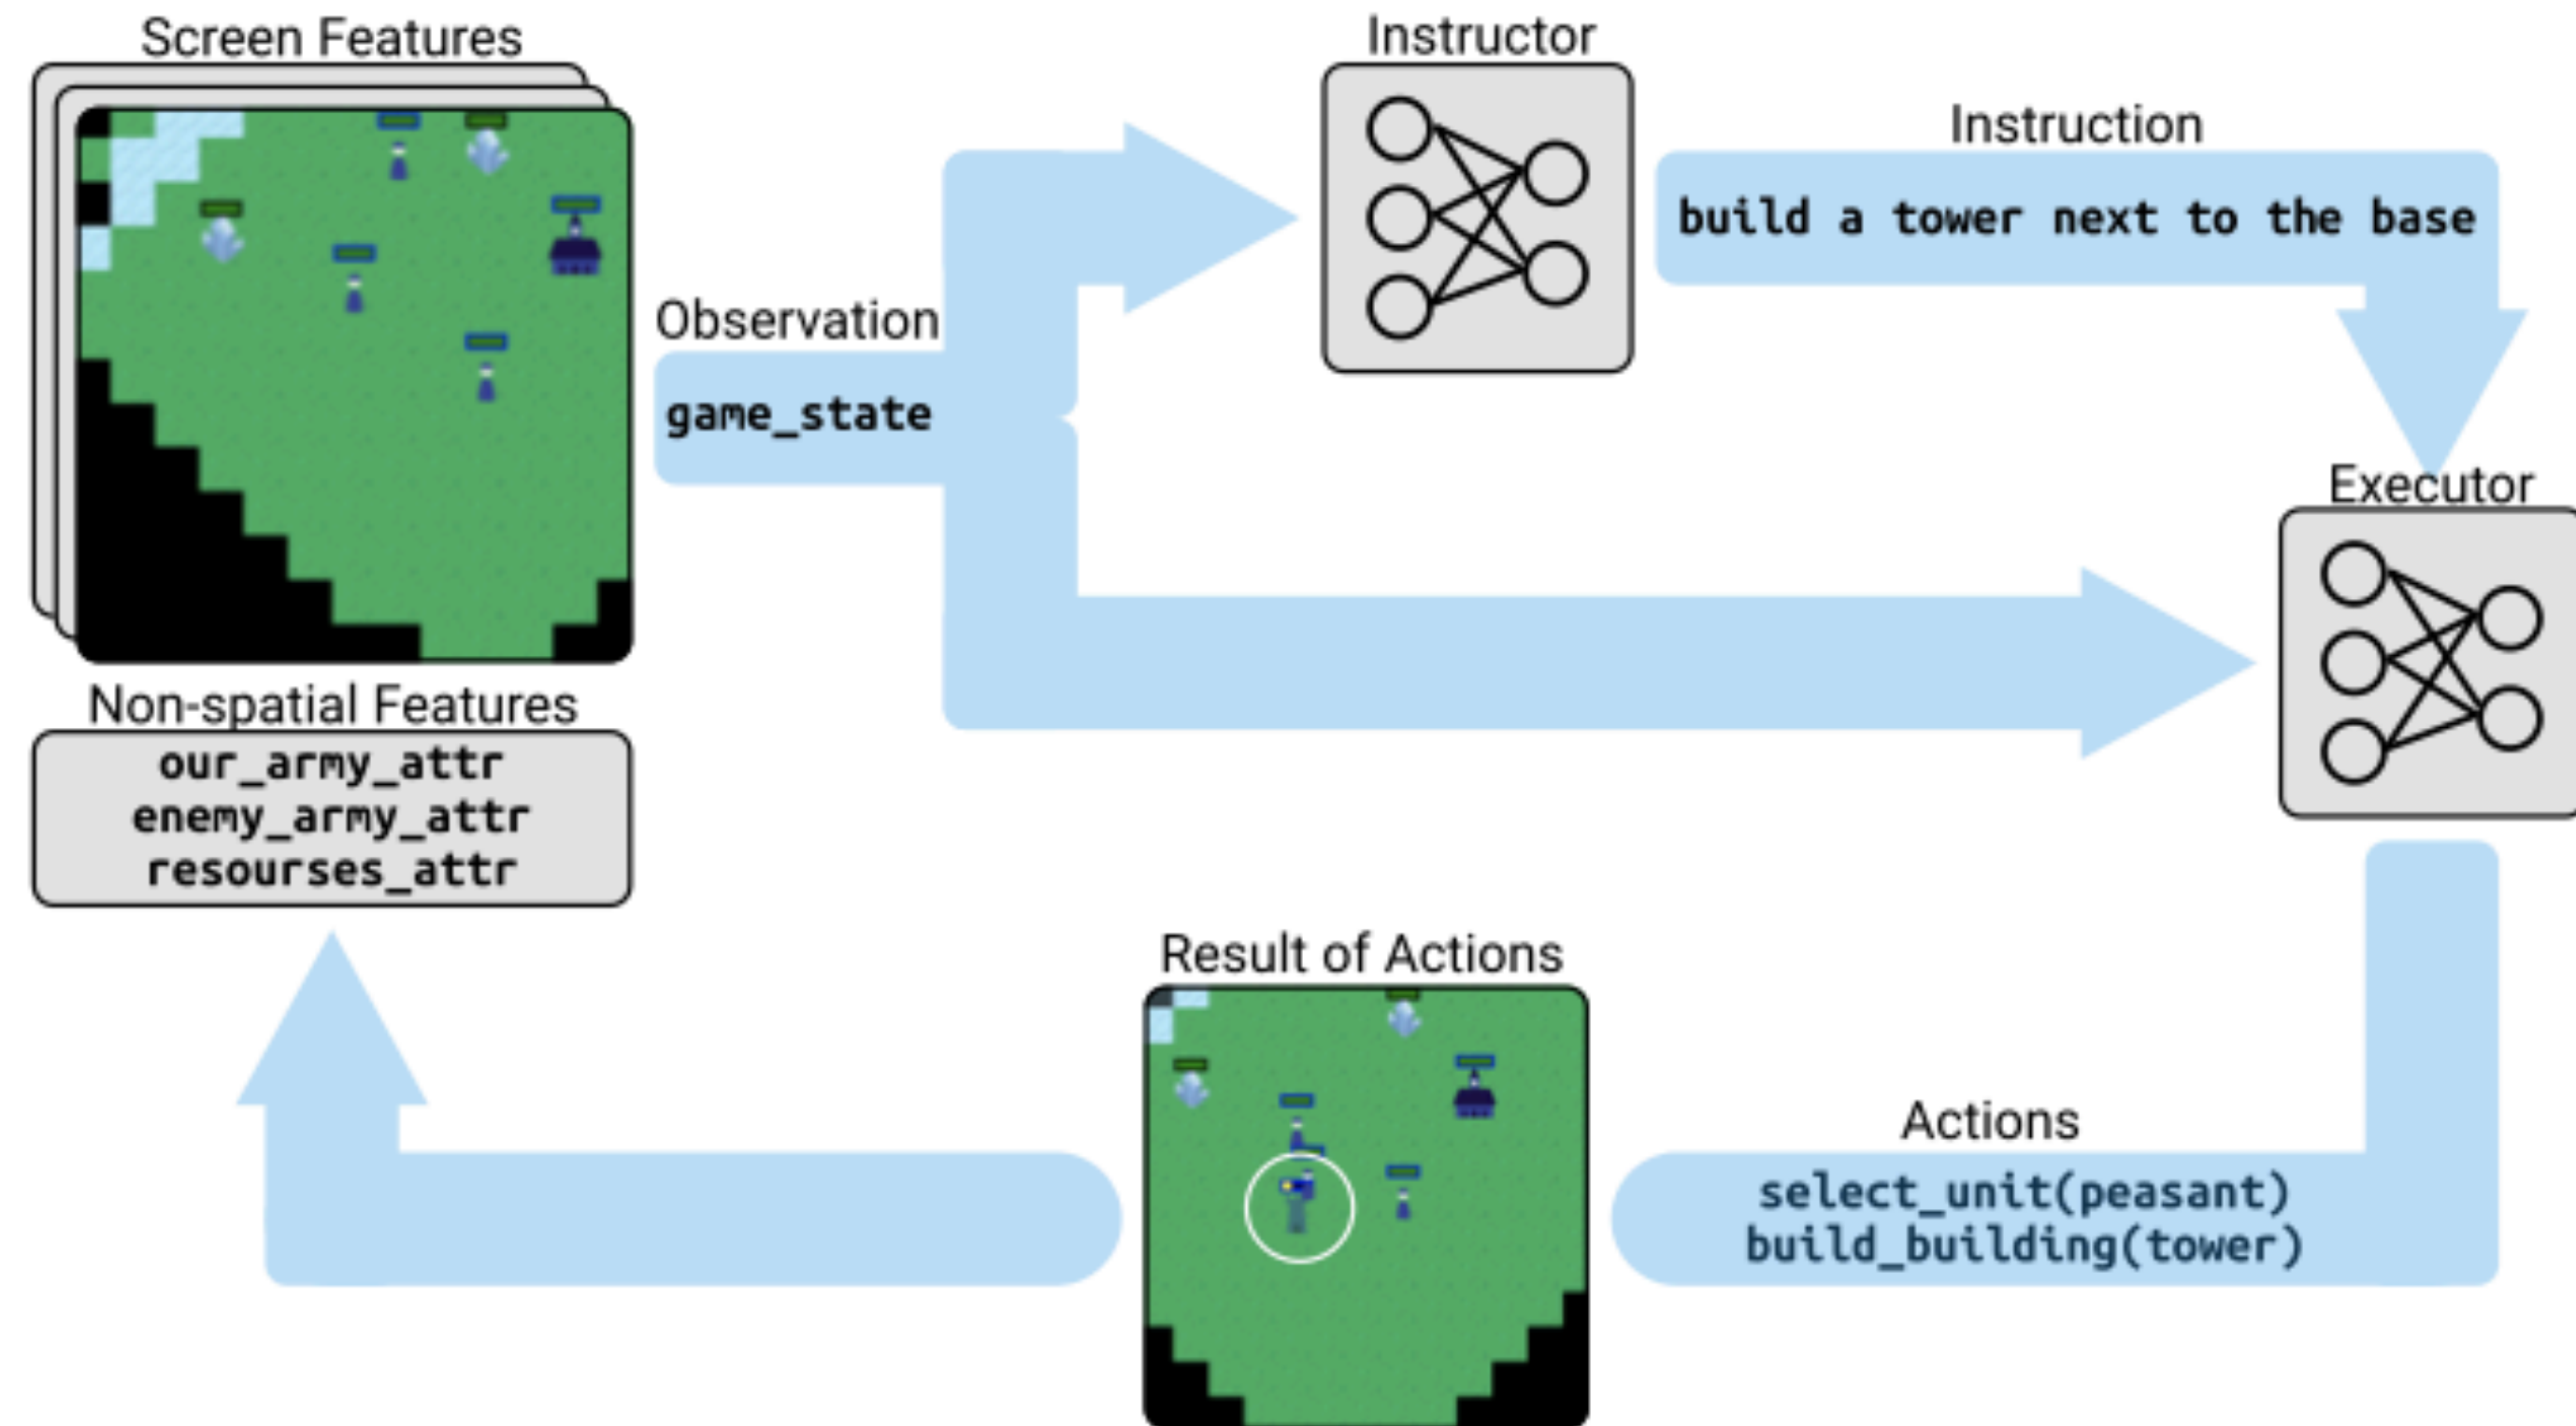 Screen Features
Instructor
Instruction
build a tower next to the base
Observation
game_state
Executor
Non-spatial Features
our_army_attr
enemy_army_attr
resourses_attr
Result of Actions
Actions
select_unit(peasant)
build_building(tower)